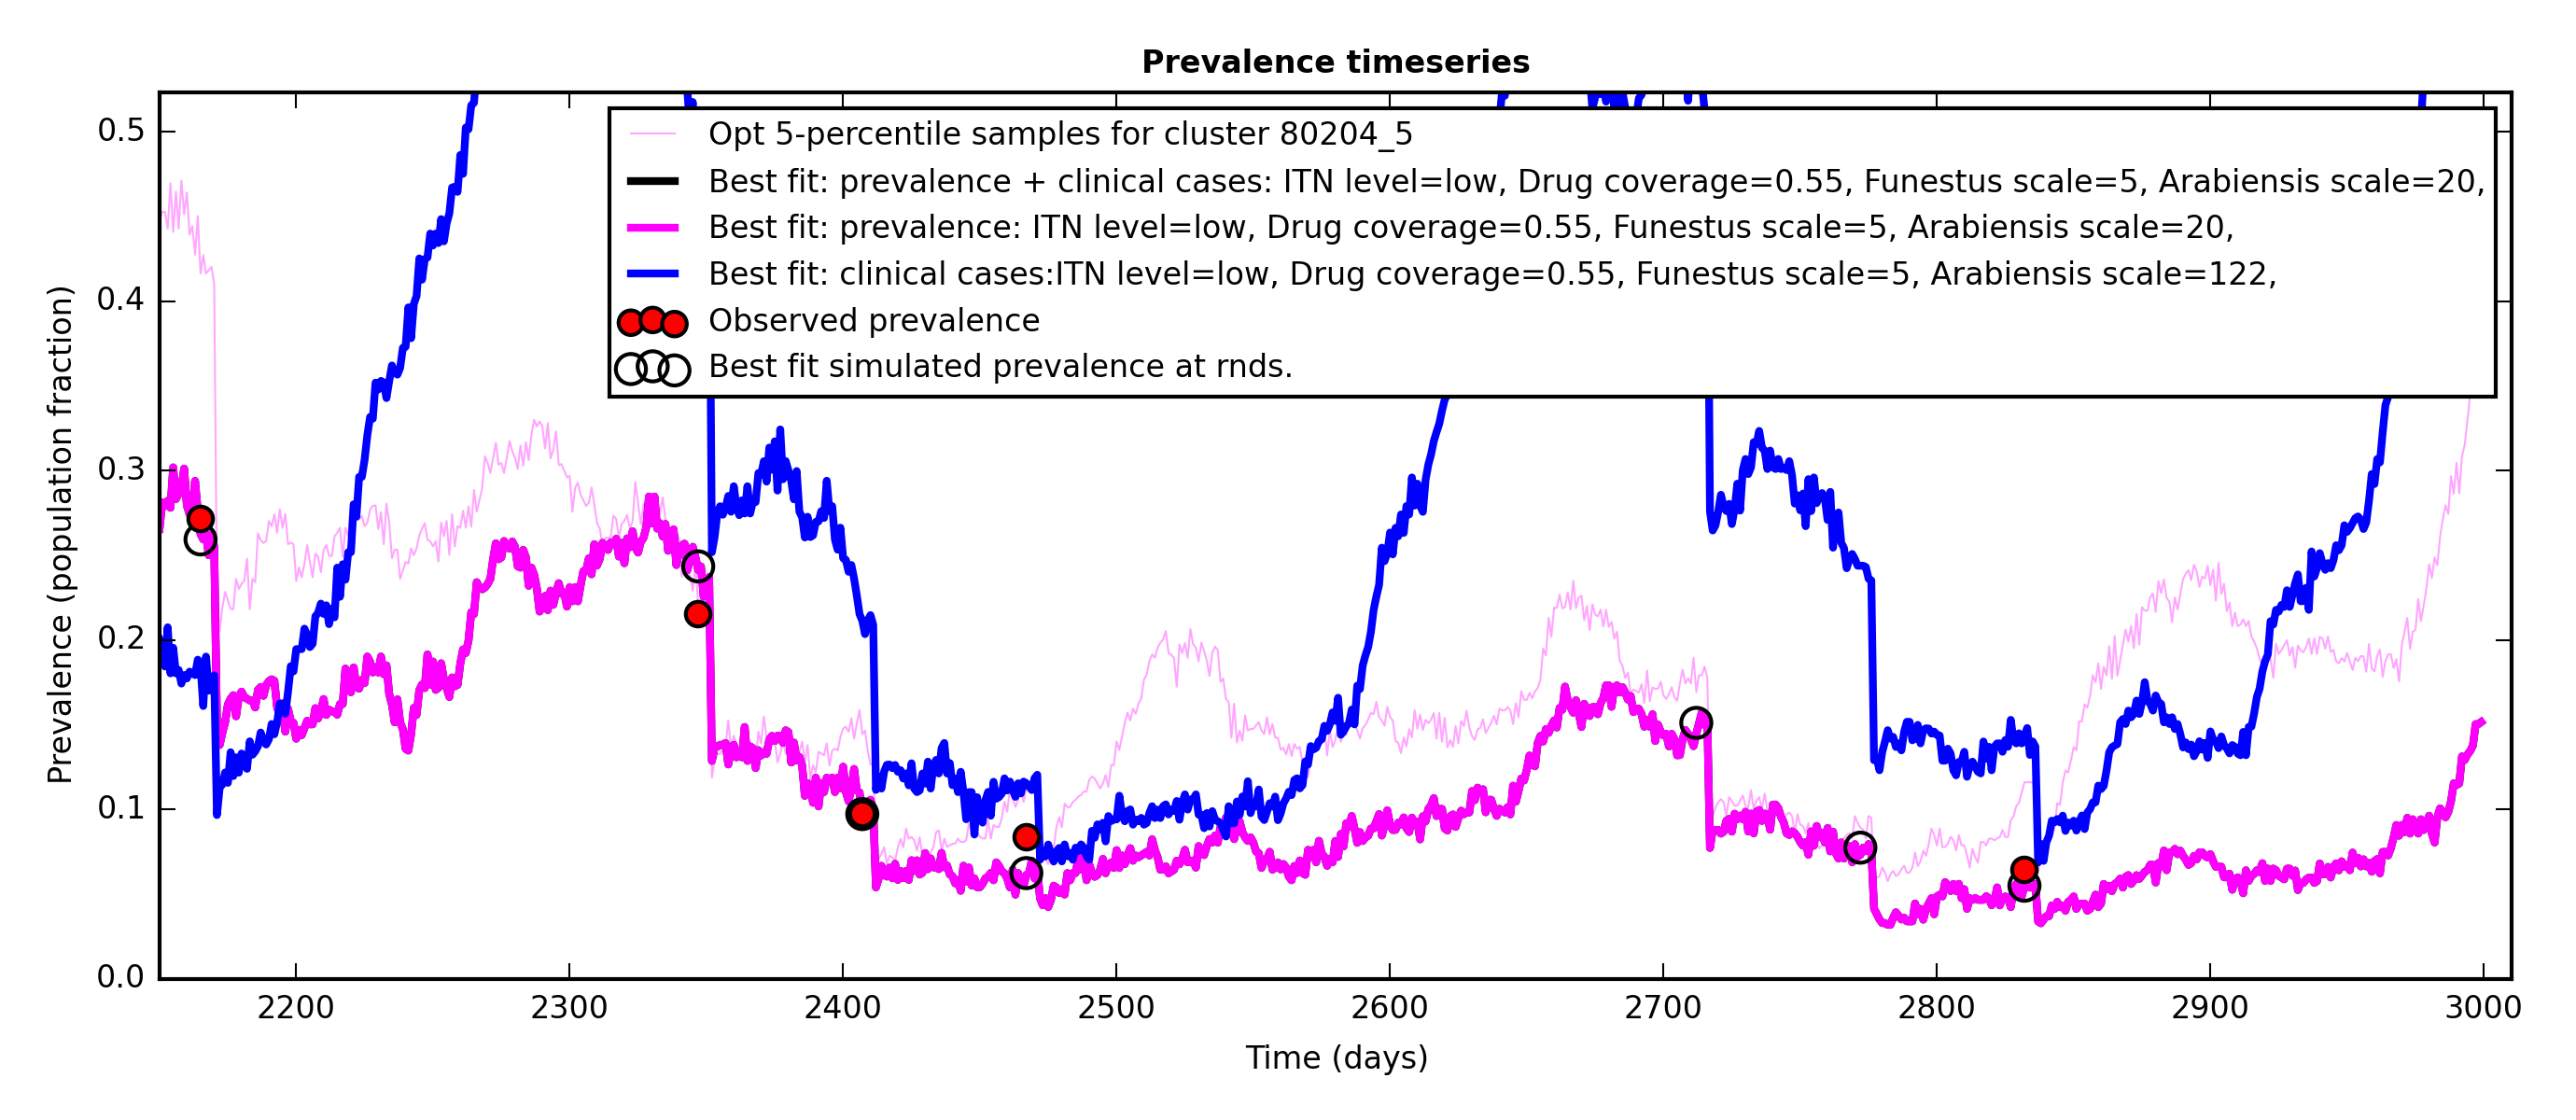 Prevalence timeseries
Opt 5-percentile samples for cluster 80204_5
Best fit: prevalence + clinical cases: ITN level=low, Drug coverage=0.55, Funestus scale=5, Arabiensis scale=20,
Best fit: prevalence: ITN level=low, Drug coverage=0.55, Funestus scale=5, Arabiensis scale=20,
Best fit: clinical cases:ITN level=low, Drug coverage=0.55, Funestus scale=5, Arabiensis scale=122,
Observed prevalence
Best fit simulated prevalence at rnds.
Prevalence (population fraction)
0.5
0.4
0.3
0.2
0.1
0.0
2200 2300 2400 2500 2600 2700 2800 2900 3000
Time (days)